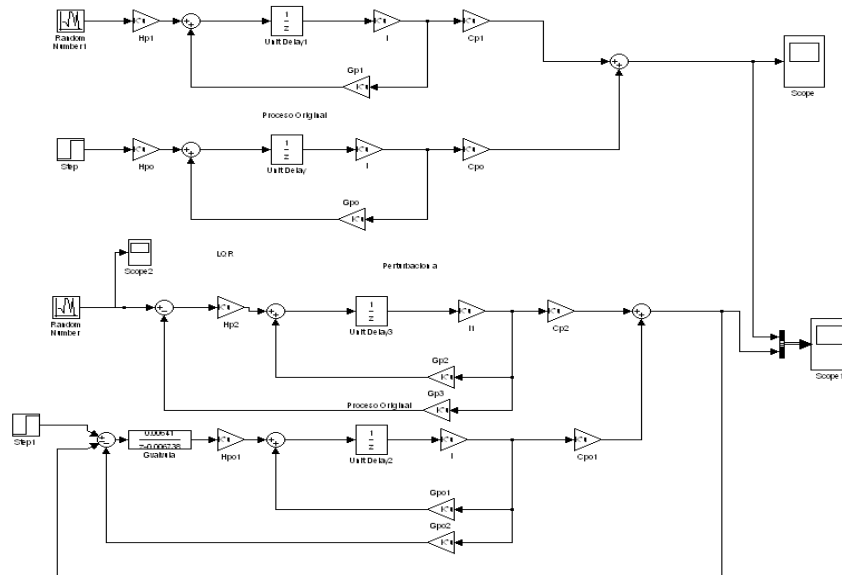 Random
Number1
Hp1
1
z
Unit Delay1
I
Gp1
Cp1
Scope
Proceso Original
Step
Hpo
1
z
Unit Delay
I
Gpo
Cpo
LQR
Perturbaciona
Scope2
Random
Number
Hp2
1
z
Unit Delay3
I1
Cp2
Gp2
Gp3
Scope1
Proceso Original
Step1
0.00641
z-0.006738
Hpo1
1
z
Unit Delay2
I
Cpo1
Gpo1
Gpo2